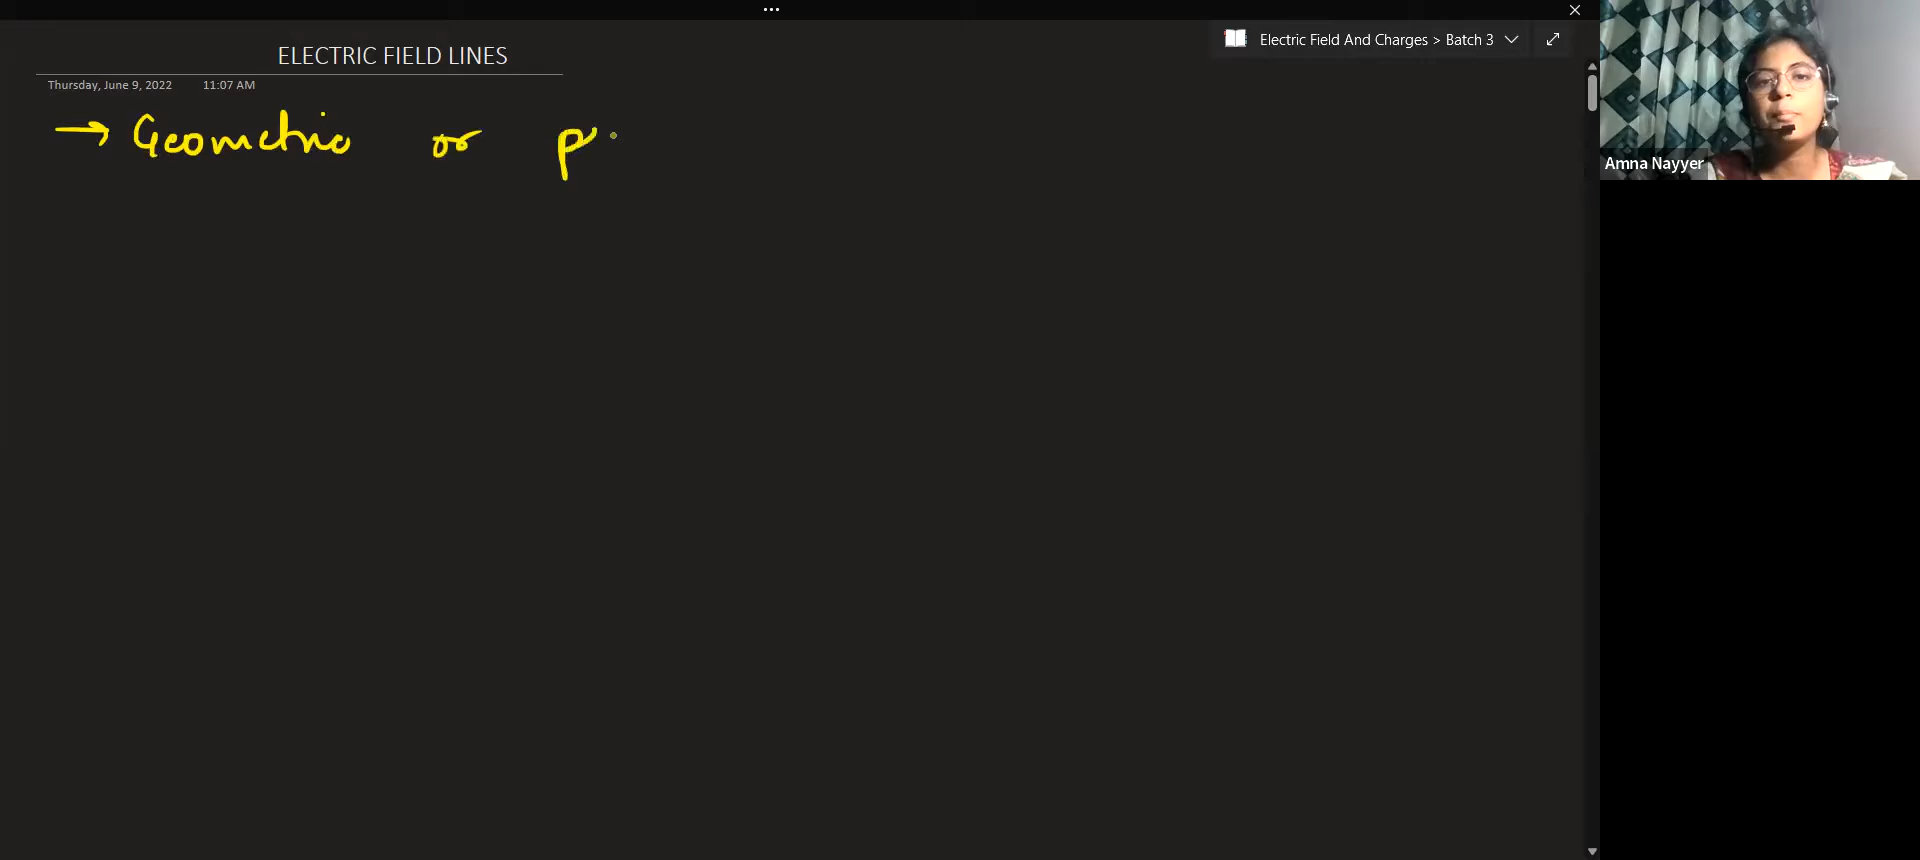 ELECTRIC FIELD LINES
Electric Field And Charges > Batch 3
Thursday, June 9, 2022 11:07 AM
→ Geometric or p
Amna Nayyer